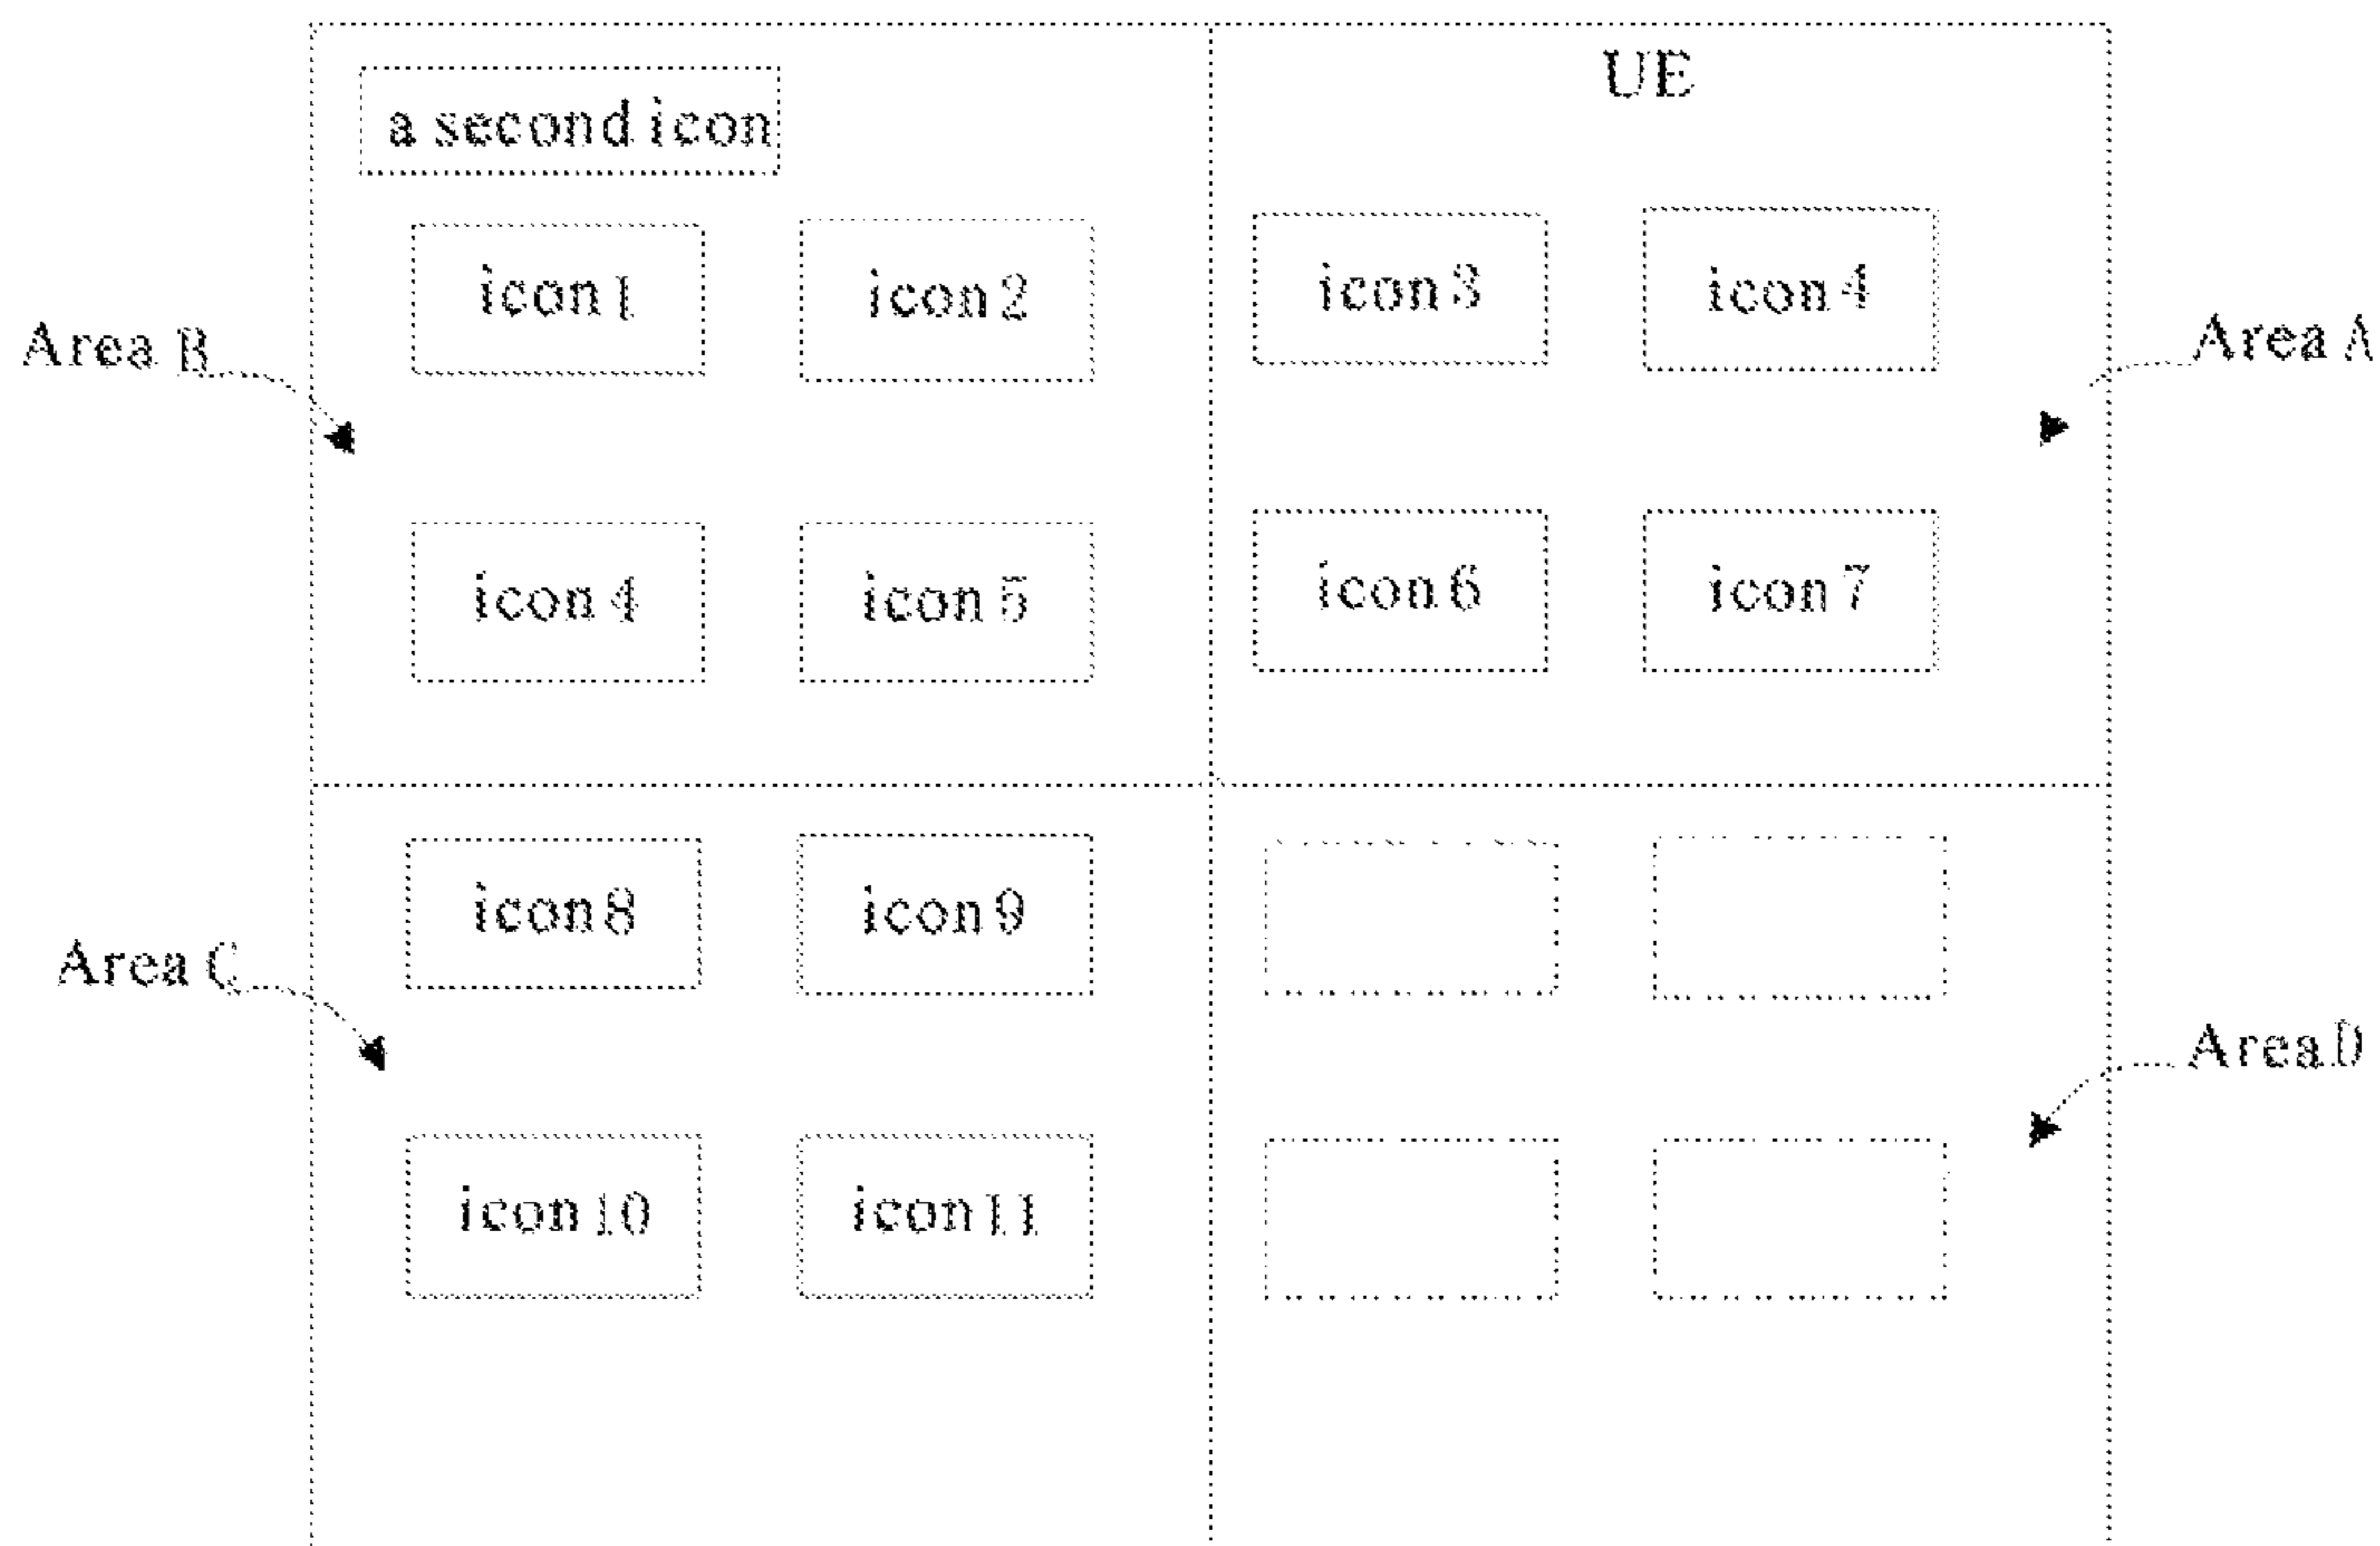 UE
a second icon
icon 1
icon 2
icon 3
icon 4
Area B
Area A
icon 4
icon 5
icon 6
icon 7
icon 8
icon 9
Area C
Area D
icon 10
icon 11